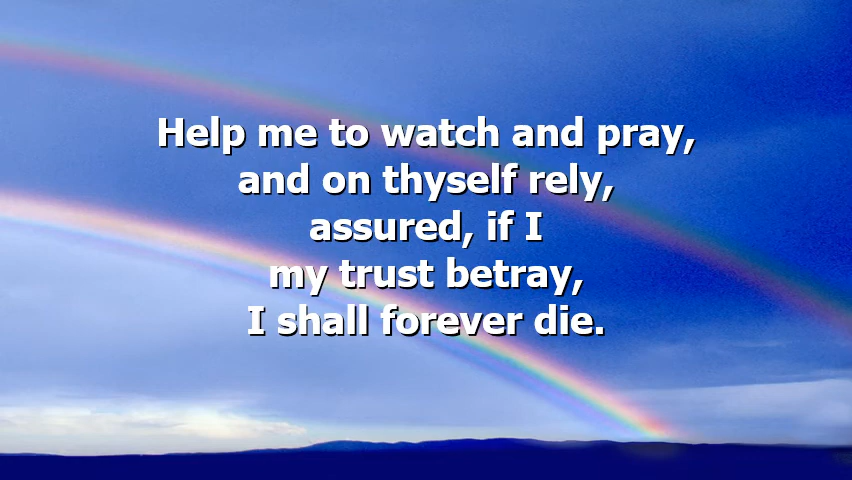 Help me to watch and pray,
and on thyself rely,
assured, if I
my trust betray,
I shall forever die.